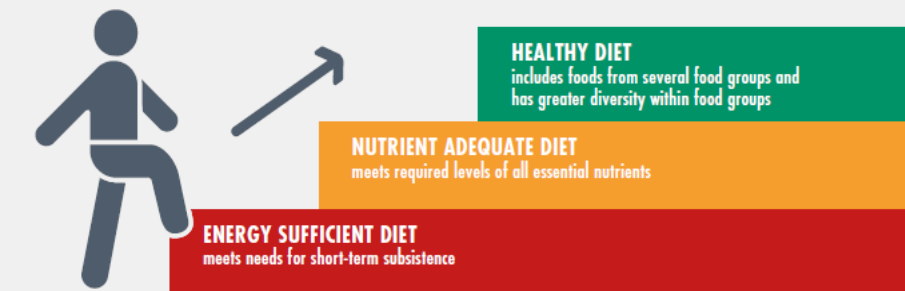 HEALTHY DIET
includes foods from several food groups and
has greater diversity within food groups
NUTRIENT ADEQUATE DIET
meets required levels of all essential nutrients
ENERGY SUFFICIENT DIET
meets needs for short-term subsistence